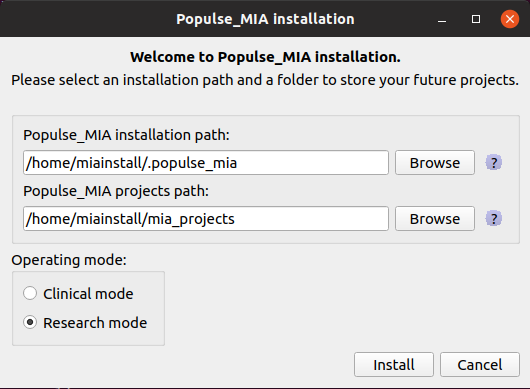 Populse_MIA installation
Welcome to Populse_MIA installation.
Please select an installation path and a folder to store your future projects.
Populse_MIA installation path:
/home/miainstall/.populse_mia Browse ?
Populse_MIA projects path:
/home/miainstall/mia_projects Browse ?
Operating mode:
Clinical mode
Research mode
Install Cancel